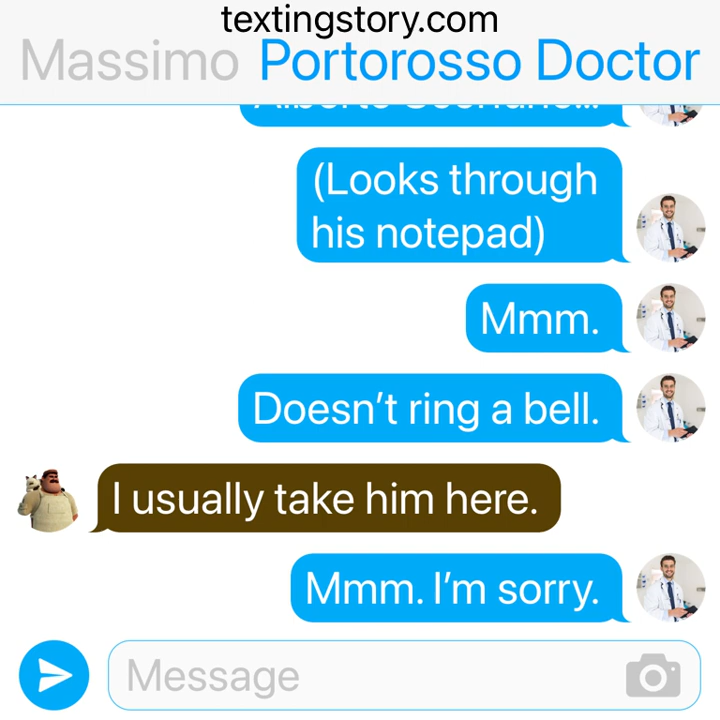 textingstory.com
Massimo Portorosso Doctor
(Looks through
his notepad)
Mmm.
Doesn’t ring a bell.
I usually take him here.
Mmm. I’m sorry.
Message